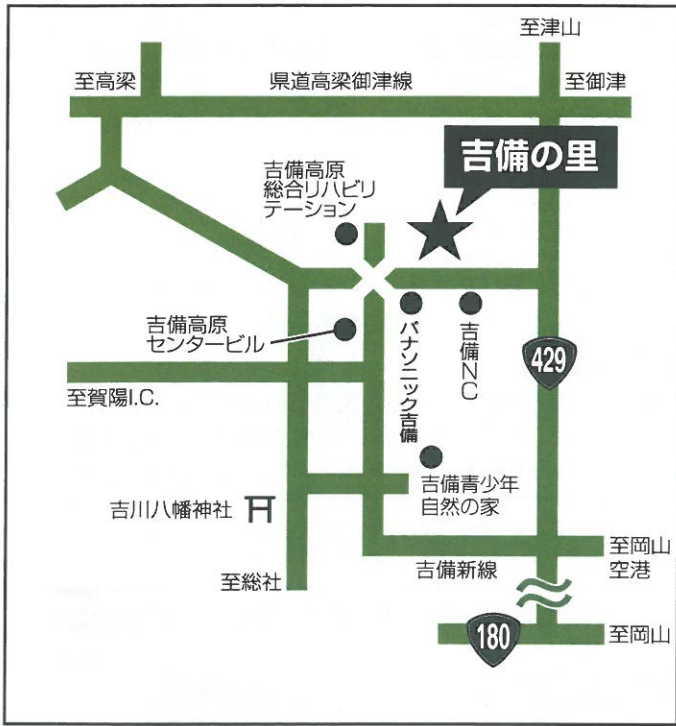 至津山
至高梁
県道高梁御津線
至御津
吉備の里
吉備高原
総合リハビリ
テーション
吉備高原
センタービル
パナソニック吉備
吉備NC
429
至賀陽I.C.
吉備青少年
自然の家
吉川八幡神社
至総社
吉備新線
至岡山
空港
180
至岡山